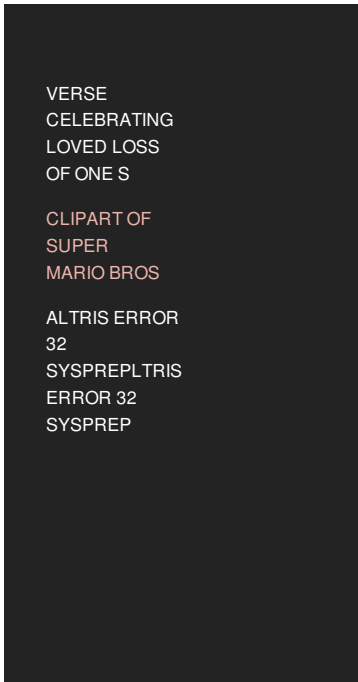 VERSE
CELEBRATING
LOVED LOSS
OF ONE S
CLIPART OF
SUPER
MARIO BROS
ALTRIS ERROR
32
SYSPREPLTRIS
ERROR 32
SYSPREP